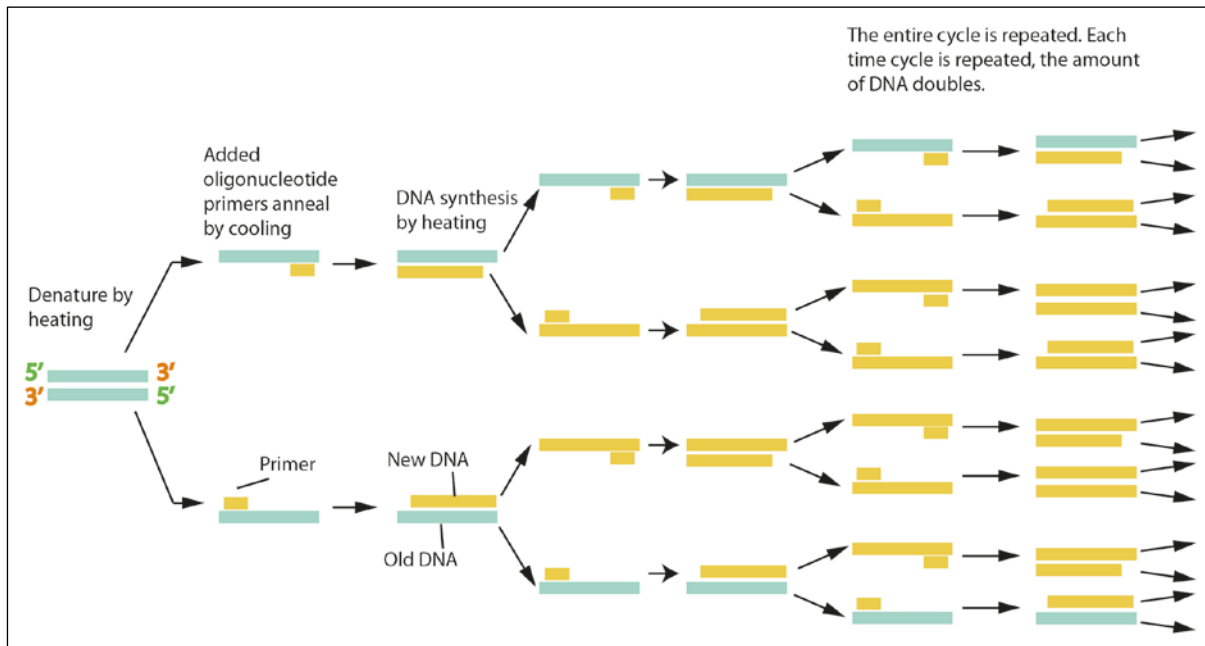 The entire cycle is repeated. Each
time cycle is repeated, the amount
of DNA doubles.
Added
oligonucleotide
primers anneal
by cooling
DNA synthesis
by heating
Denature by
heating
5’ 3’
3’ 5’
Primer
New DNA
Old DNA